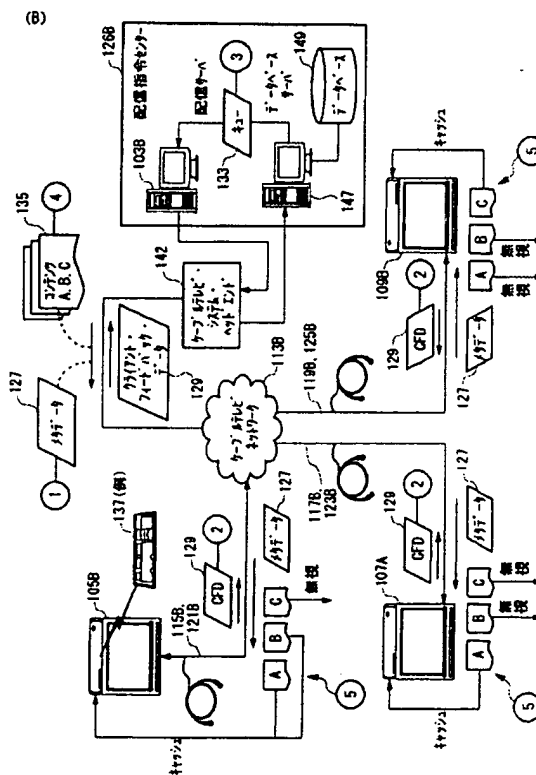 (B)
126B
配信指令センター
配信サーバ
103B
キュー
133
3
データベース
サーバ
147
データベース
149
135
4
コンテンツ
A.B.C
142
ケーブルテレビ・
システム・
ヘッドエンド
127
メタデータ
1
クライアント・
フィードバック・
データ
129
113B
ケーブルテレビ
ネットワーク
137(例)
105B
115B,
121B
129
CFD
2
127
メタデータ
A
B
C
無視
キャッシュ
5
119B, 125B
117B,
123B
109B
129
CFD
2
127
メタデータ
A
B
C
無視
無視
キャッシュ
5
107A
129
CFD
2
127
メタデータ
A
B
C
無視
無視
キャッシュ
5